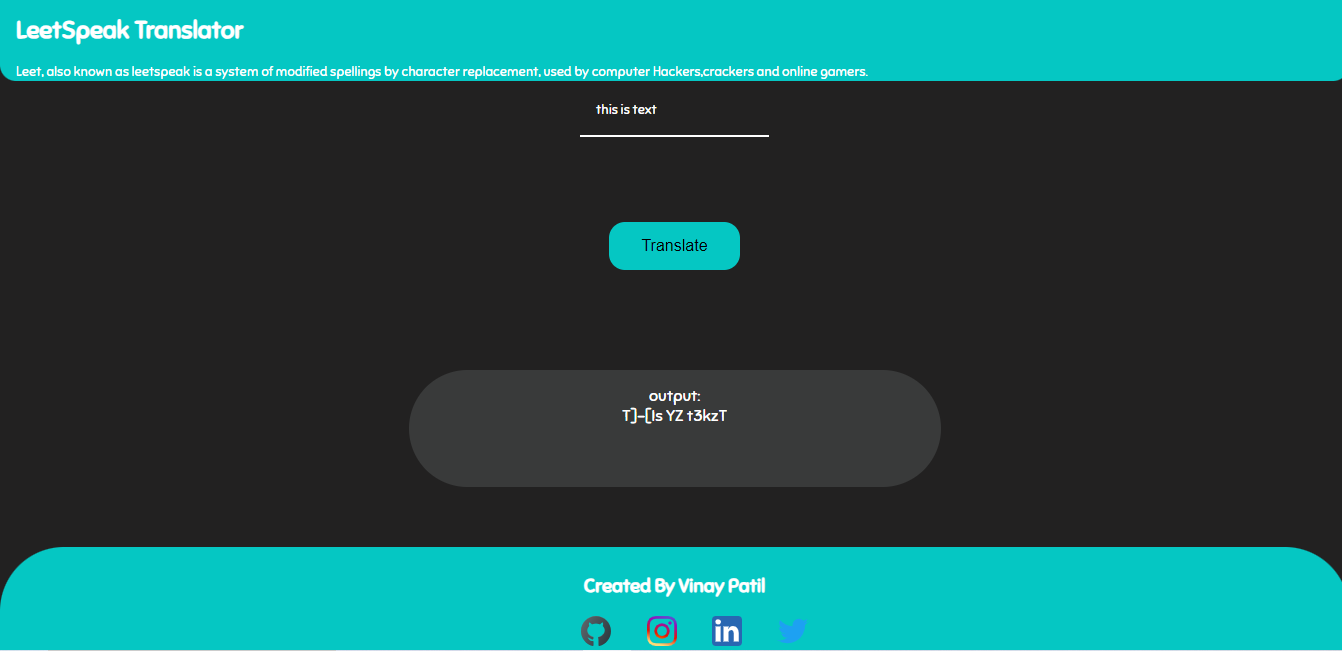 LeetSpeak Translator
Leet, also known as leetspeak is a system of modified spellings by character replacement, used by computer Hackers,crackers and online gamers.
this is text
Translate
output:
T]-[Is YZ t3kzT
Created By Vinay Patil
in